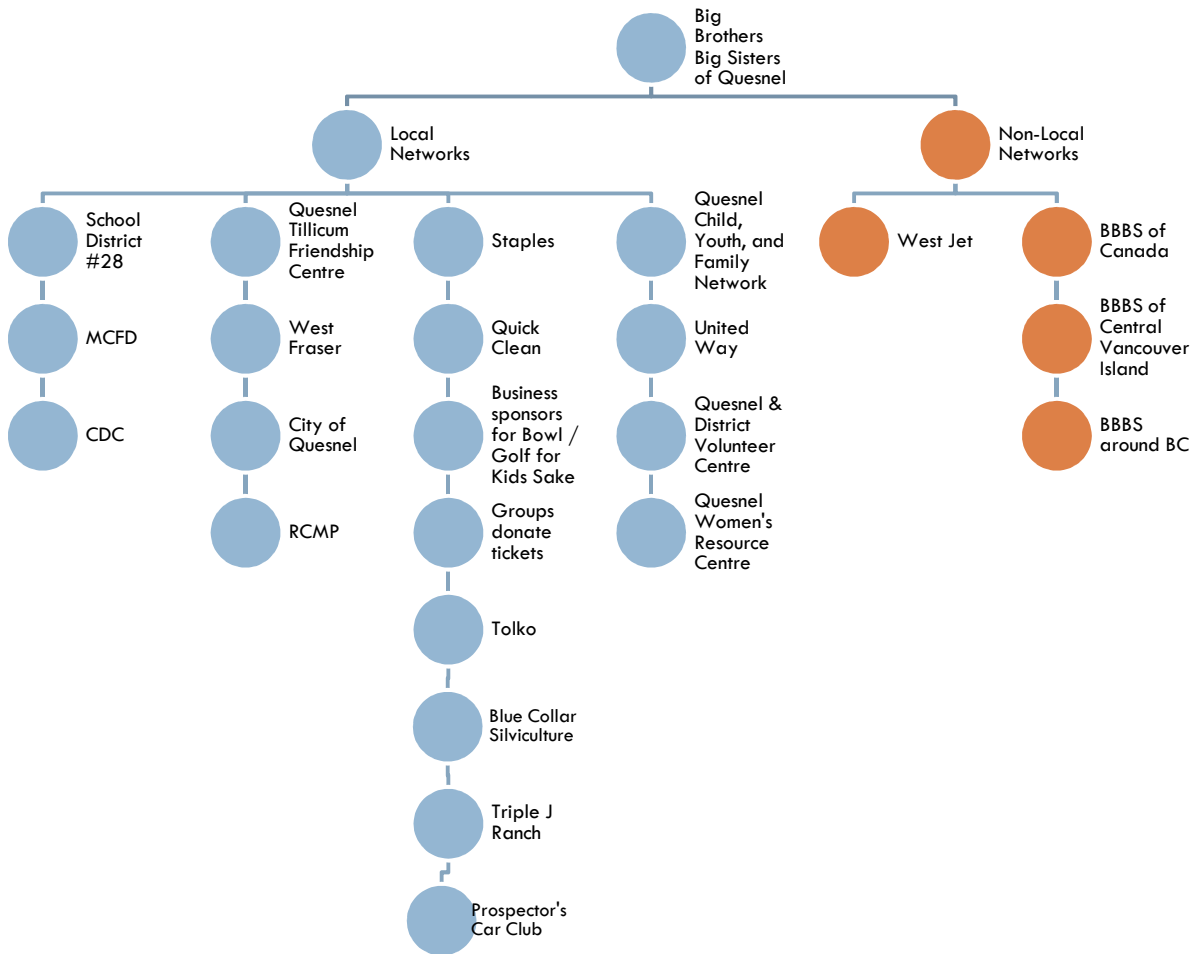 Big
Brothers
Big Sisters
of Quesnel
Local
Networks
Non-Local
Networks
School
District
#28
Quesnel
Tillicum
Friendship
Centre
Staples
Quesnel
Child,
Youth, and
Family
Network
West Jet
BBBS of
Canada
MCFD
West
Fraser
Quick
Clean
United
Way
BBBS of
Central
Vancouver
Island
CDC
City of
Quesnel
Business
sponsors
for Bowl /
Golf for
Kids Sake
Quesnel &
District
Volunteer
Centre
BBBS
around BC
RCMP
Groups
donate
tickets
Quesnel
Women's
Resource
Centre
Tolko
Blue Collar
Silviculture
Triple J
Ranch
Prospector's
Car Club